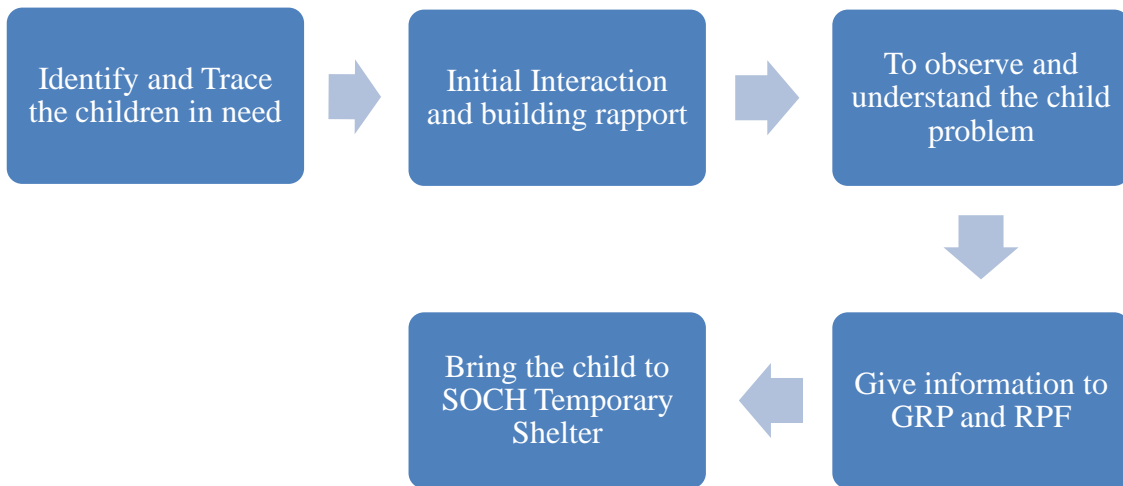 Identify and Trace
the children in need
Initial Interaction
and building rapport
To observe and
understand the child
problem
Give information to
GRP and RPF
Bring the child to
SOCH Temporary
Shelter